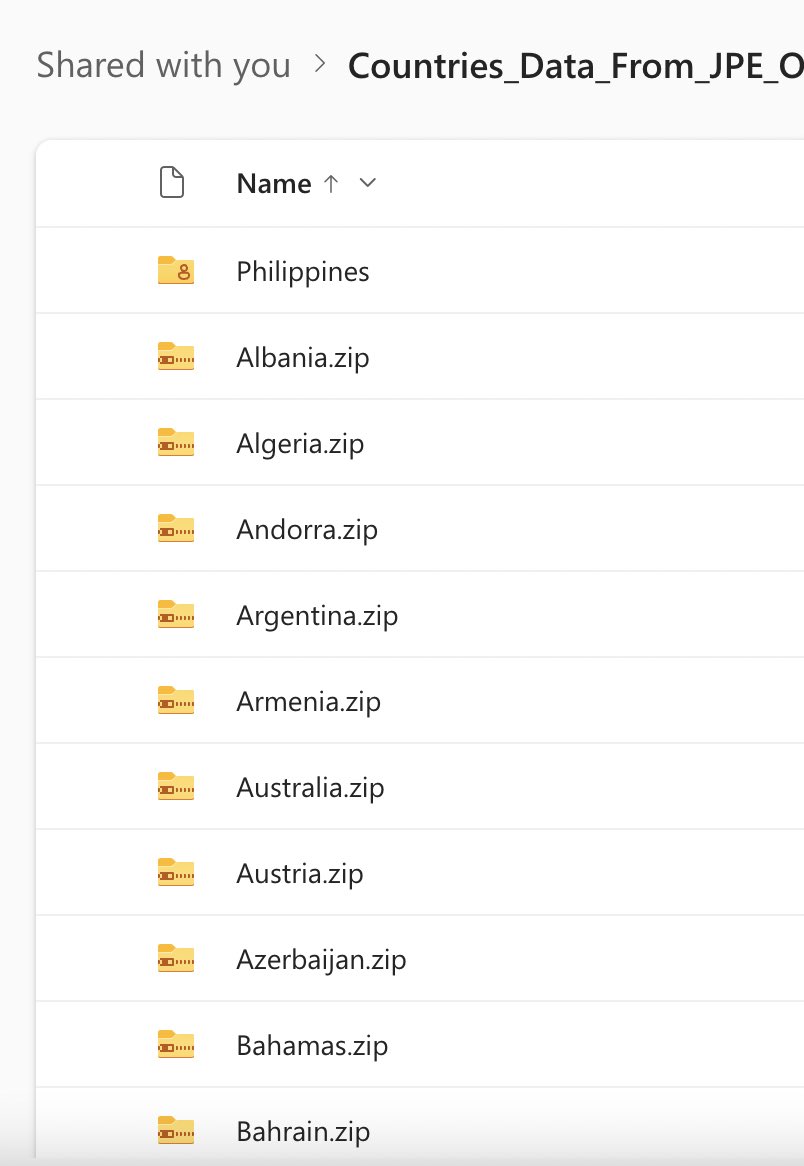 Shared with you > Countries_Data_From_JPE_O
Name ↑
Philippines
Albania.zip
Algeria.zip
Andorra.zip
Argentina.zip
Armenia.zip
Australia.zip
Austria.zip
Azerbaijan.zip
Bahamas.zip
Bahrain.zip